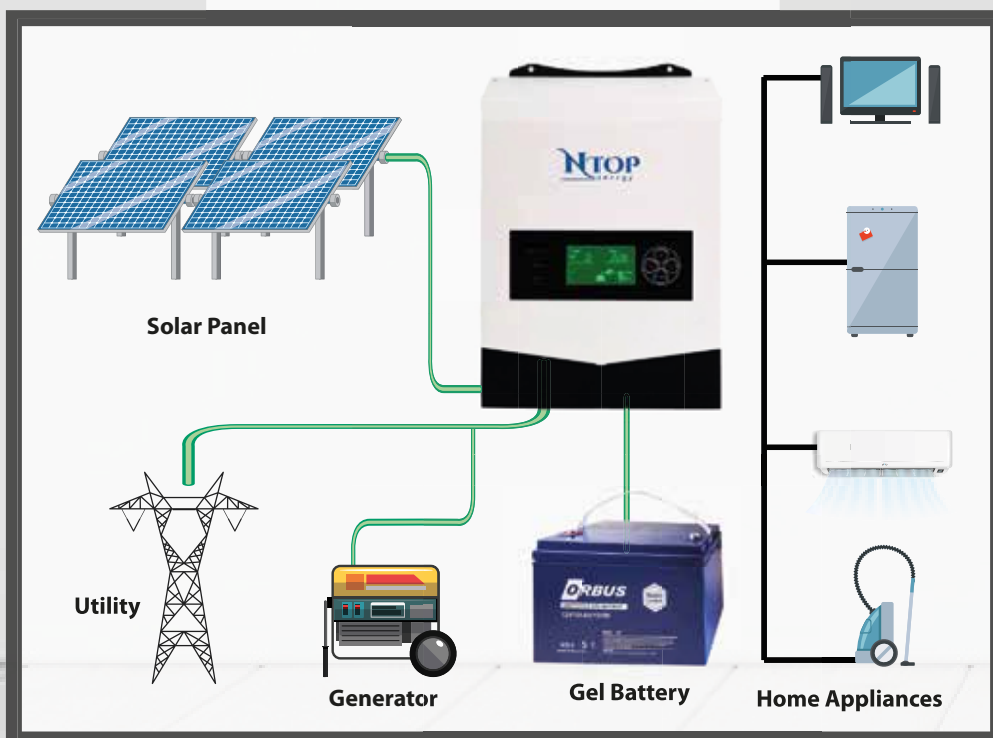 NTOP
energy
Solar Panel
Utility
Generator
ORBUS
Gel Battery
Home Appliances